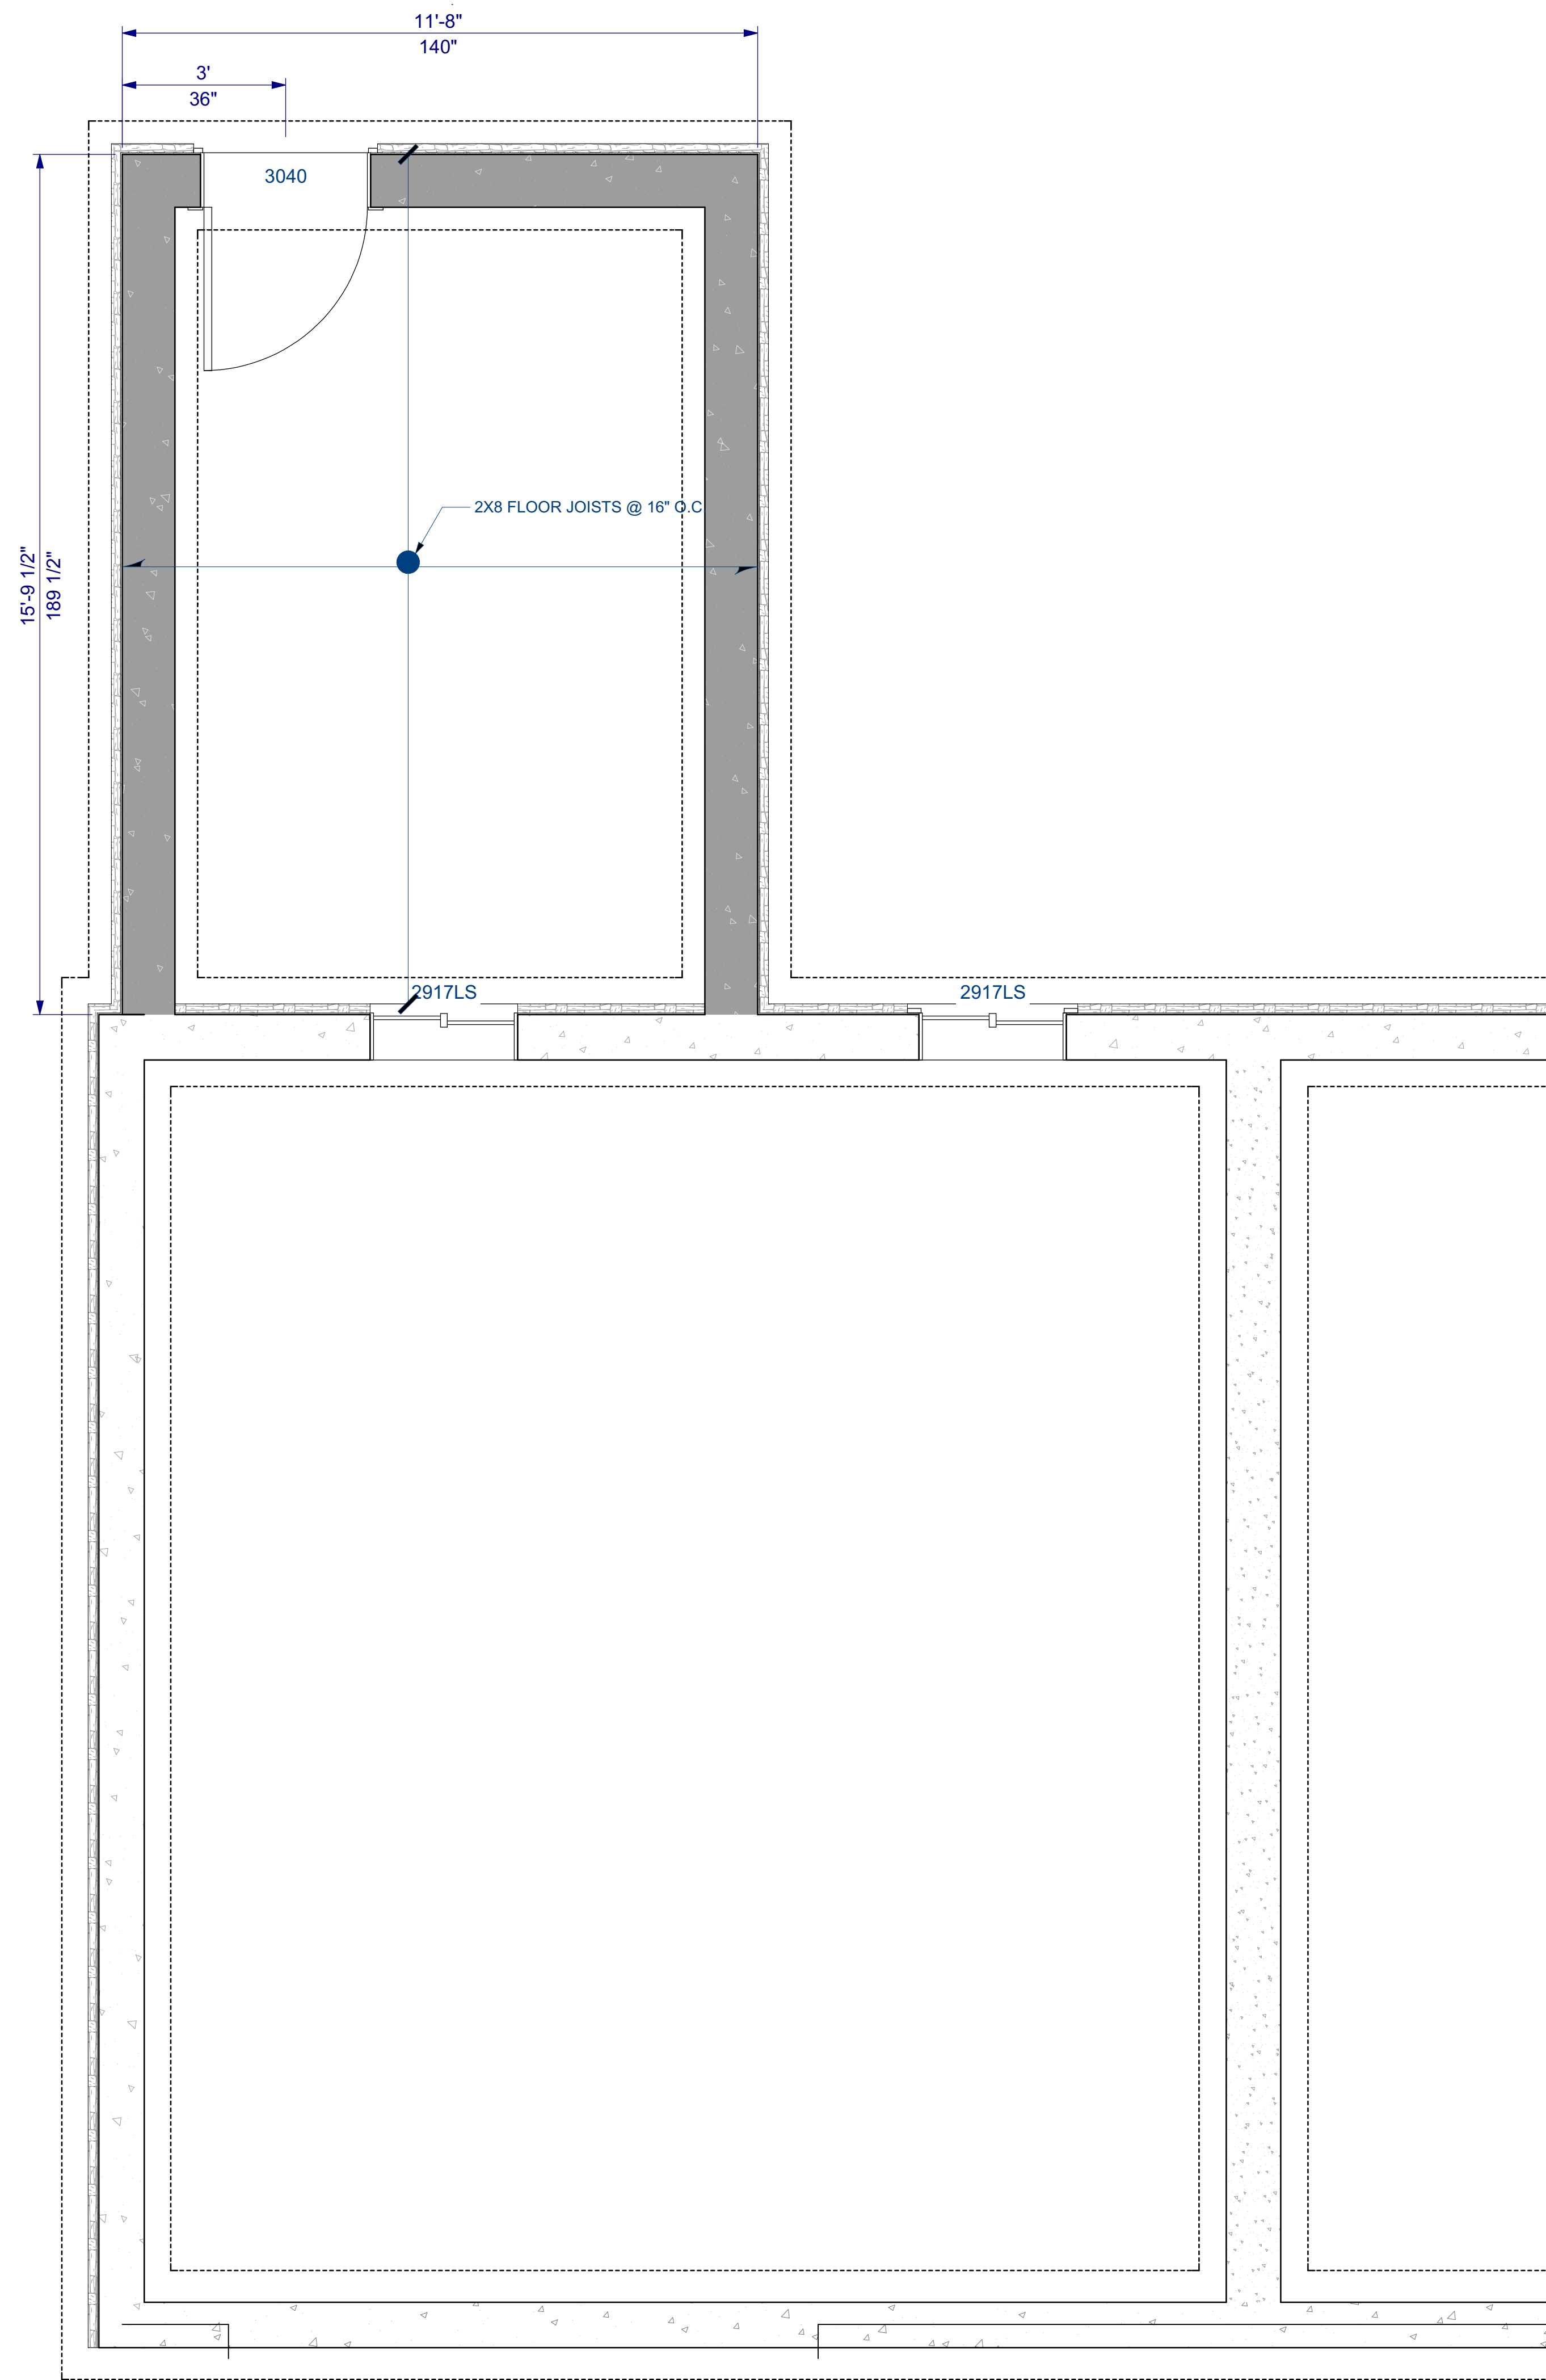 11'-8"
140"
3'
36"
3040
2X8 FLOOR JOISTS @ 16" O.C
15'-9 1/2"
189 1/2"
2917LS
2917LS